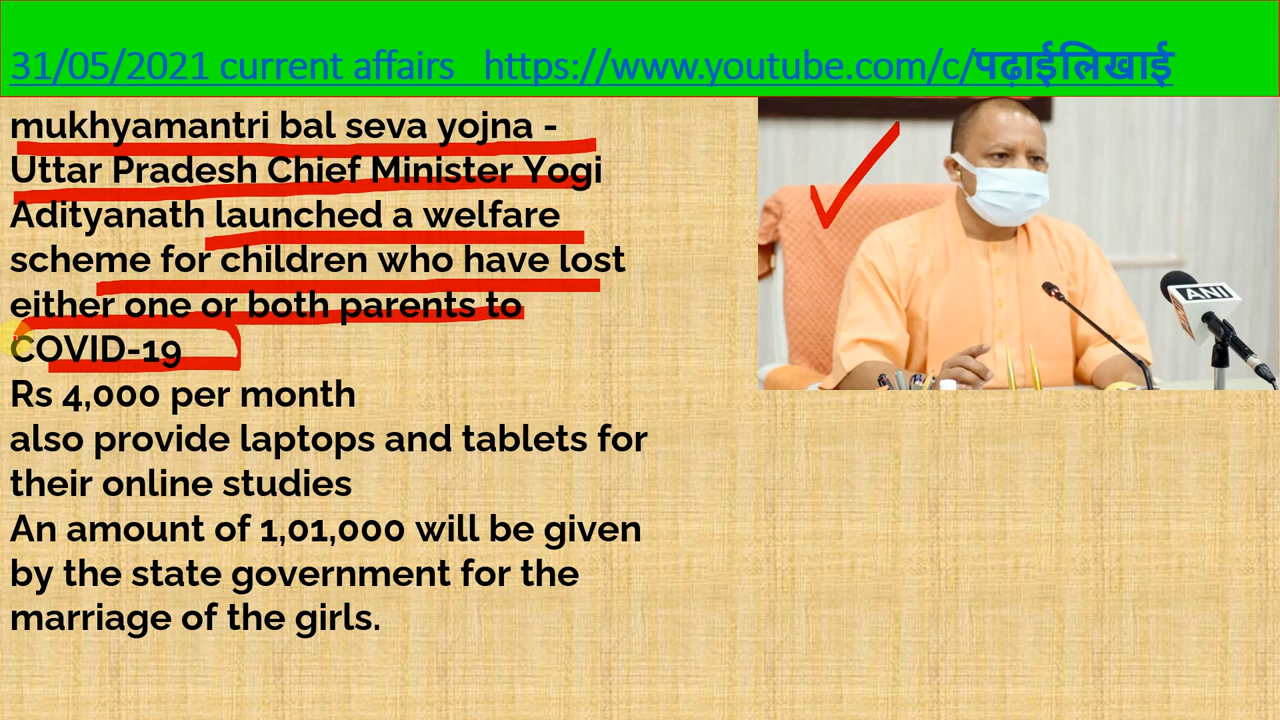 31/05/2021 current affairs https://www.youtube.com/c/पढ़ाईलिखाई
mukhyamantri bal seva yojna -
Uttar Pradesh Chief Minister Yogi
Adityanath launched a welfare
scheme for children who have lost
either one or both parents to
COVID-19
Rs 4,000 per month
also provide laptops and tablets for
their online studies
An amount of 1,01,000 will be given
by the state government for the
marriage of the girls.
ANI